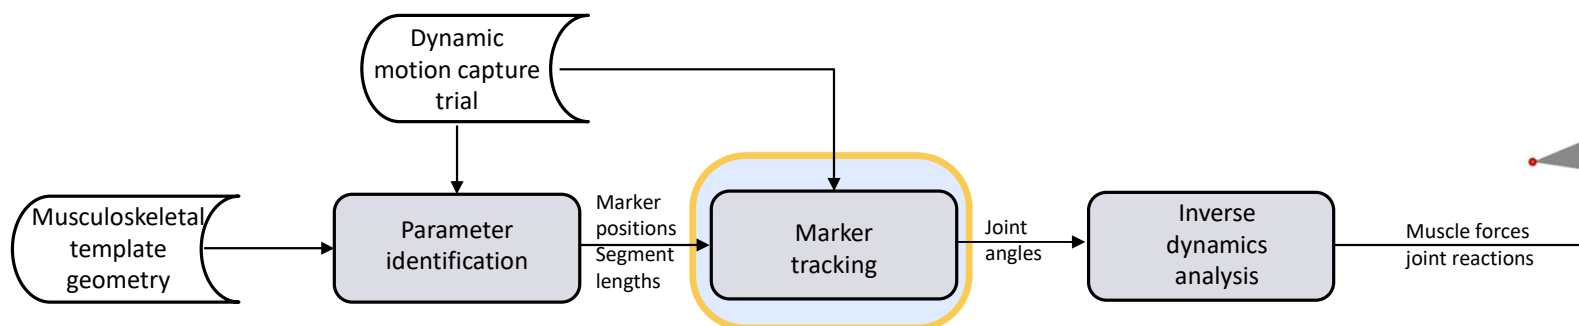 Dynamic
motion capture
trial
Musculoskeletal
template
geometry
Parameter
identification
Marker
positions
Segment
lengths
Marker
tracking
Joint
angles
Inverse
dynamics
analysis
Muscle forces
joint reactions